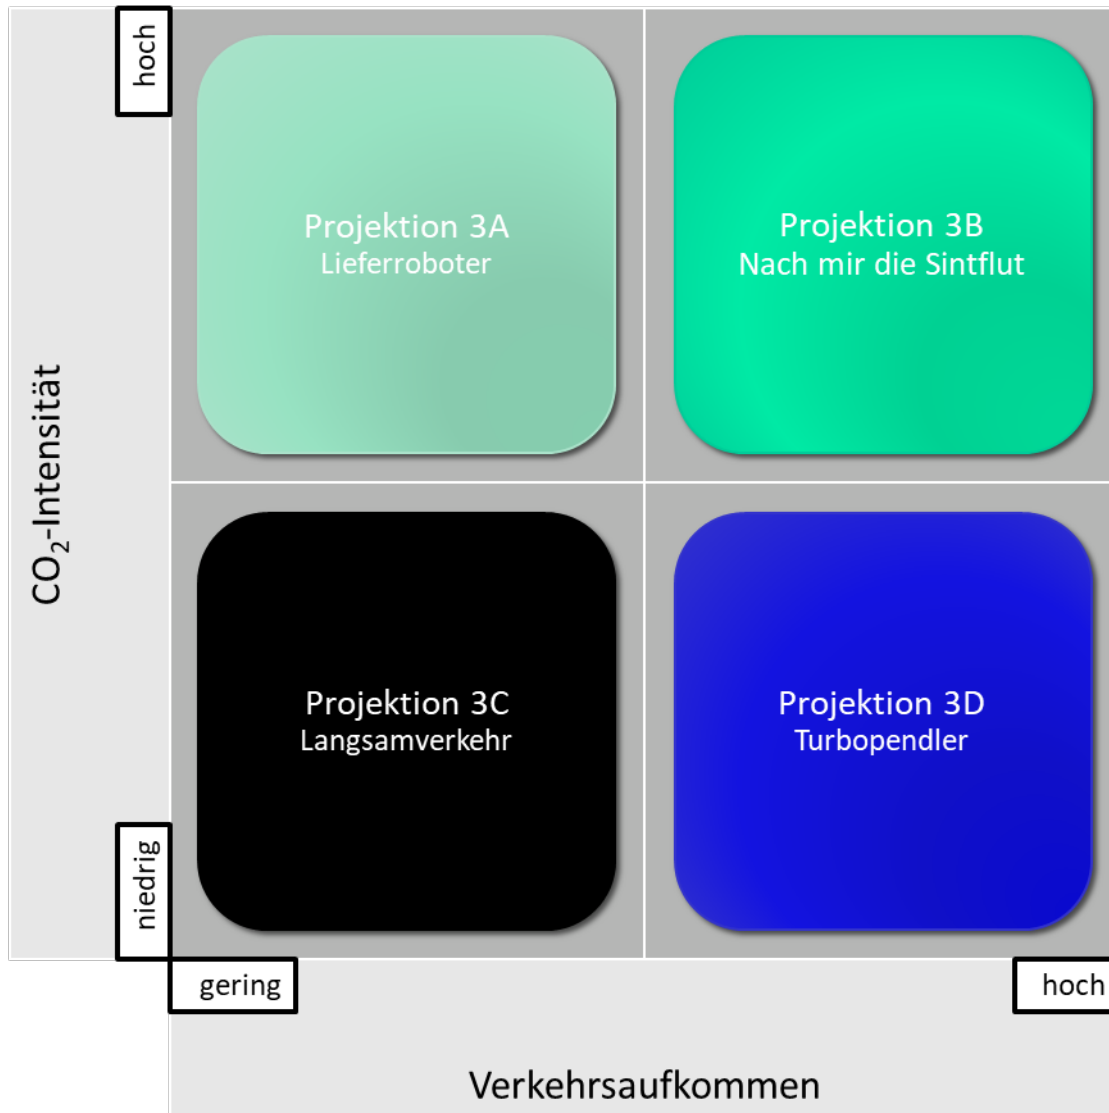 hoch
Projektion 3A
Lieferroboter
Projektion 3B
Nach mir die Sintflut
CO₂-Intensität
Projektion 3C
Langsamverkehr
Projektion 3D
Turbopendler
niedrig
gering
hoch
Verkehrsaufkommen